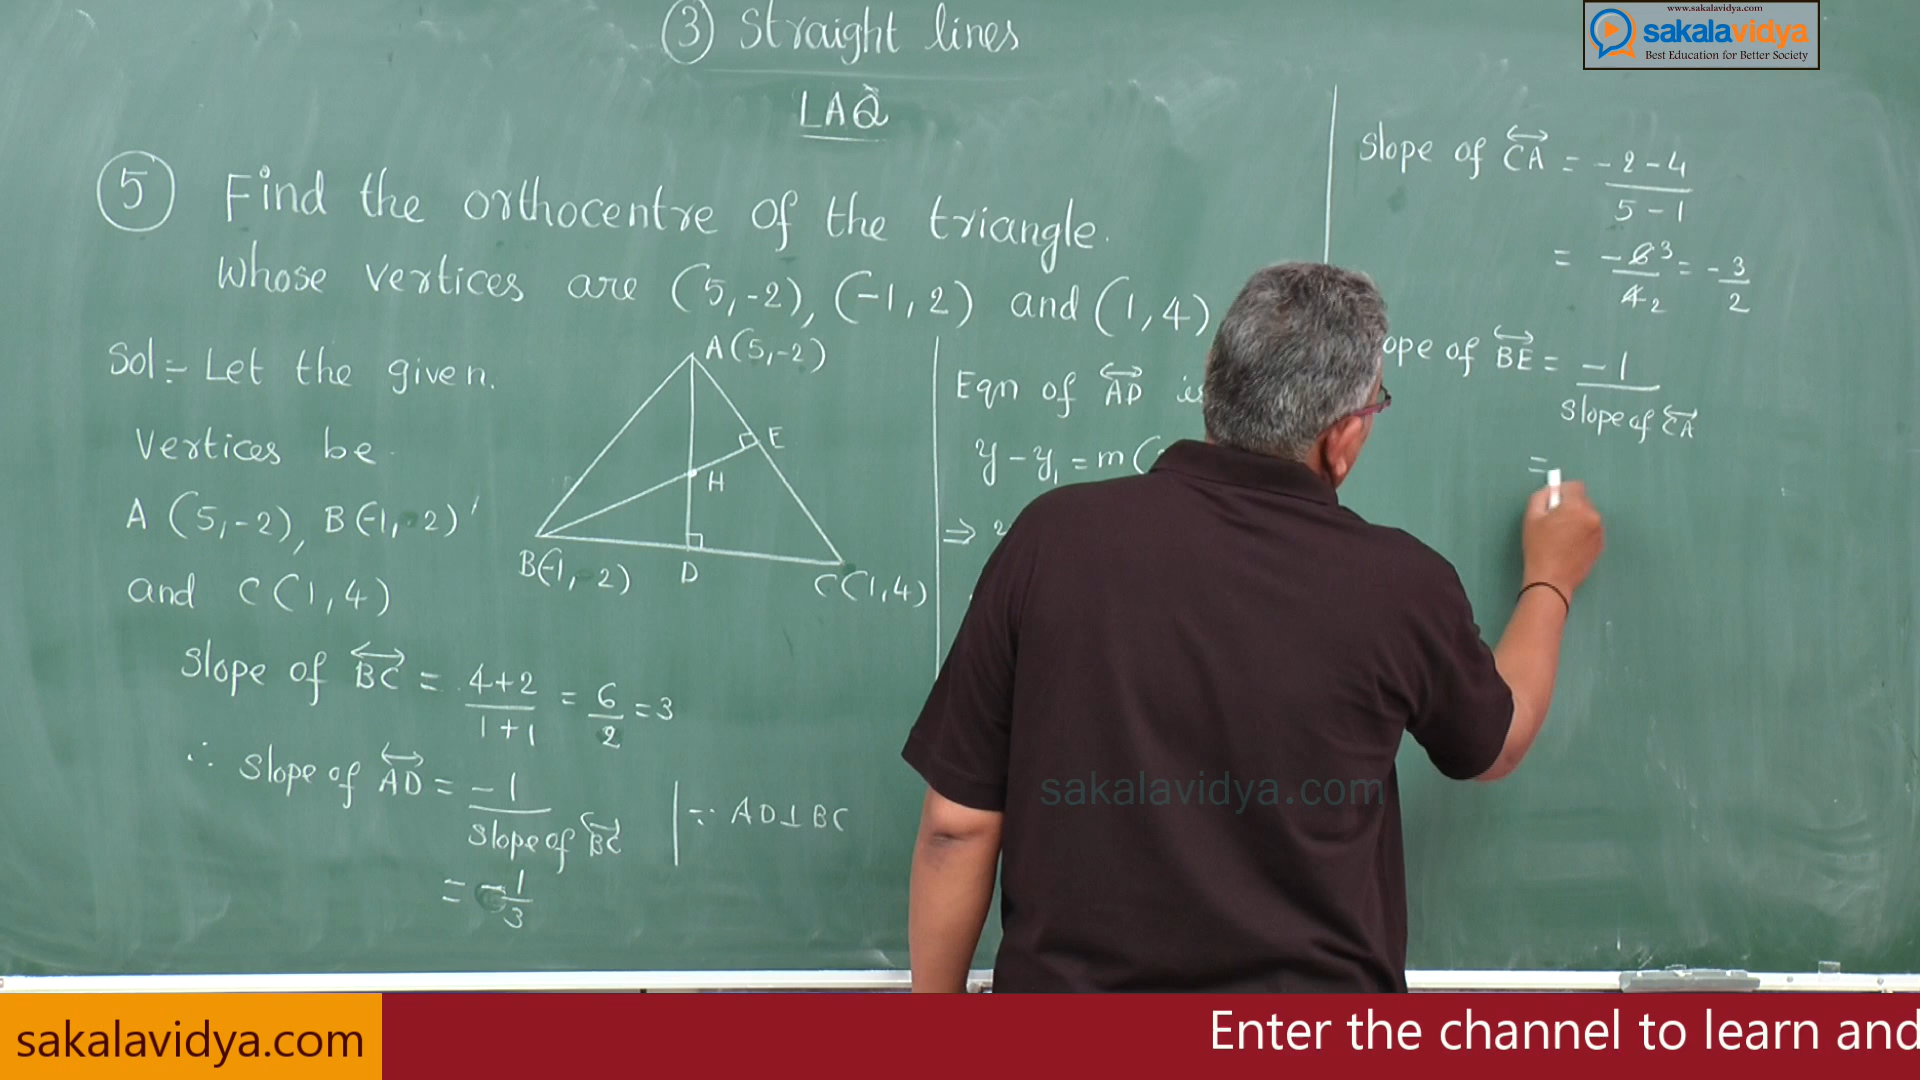 ③ Straight lines
LAQ
⑤ Find the orthocentre of the triangle.
Whose vertices are (5,-2), (-1,2) and (1,4)
Sol:- Let the given.
vertices be.
A (5,-2), B(-1,-2)'
and C(1,4)
A(5,-2)
E
H
B(-1,-2)
D
C(1,4)
Slope of BC = 4+2/1+1 = 6/2 = 3
∴ Slope of AD = -1/Slope of BC | ∵ AD⊥BC
= -1/3
Eqn of AD is
y - y₁ = m(
⇒
Slope of CA = -2-4/5-1
= -6 3/4 2 = -3/2
ope of BE = -1/Slope of CA
=
www.sakalavidya.com
sakalavidya
Best Education for Better Society
sakalavidya.com
sakalavidya.com
Enter the channel to learn and